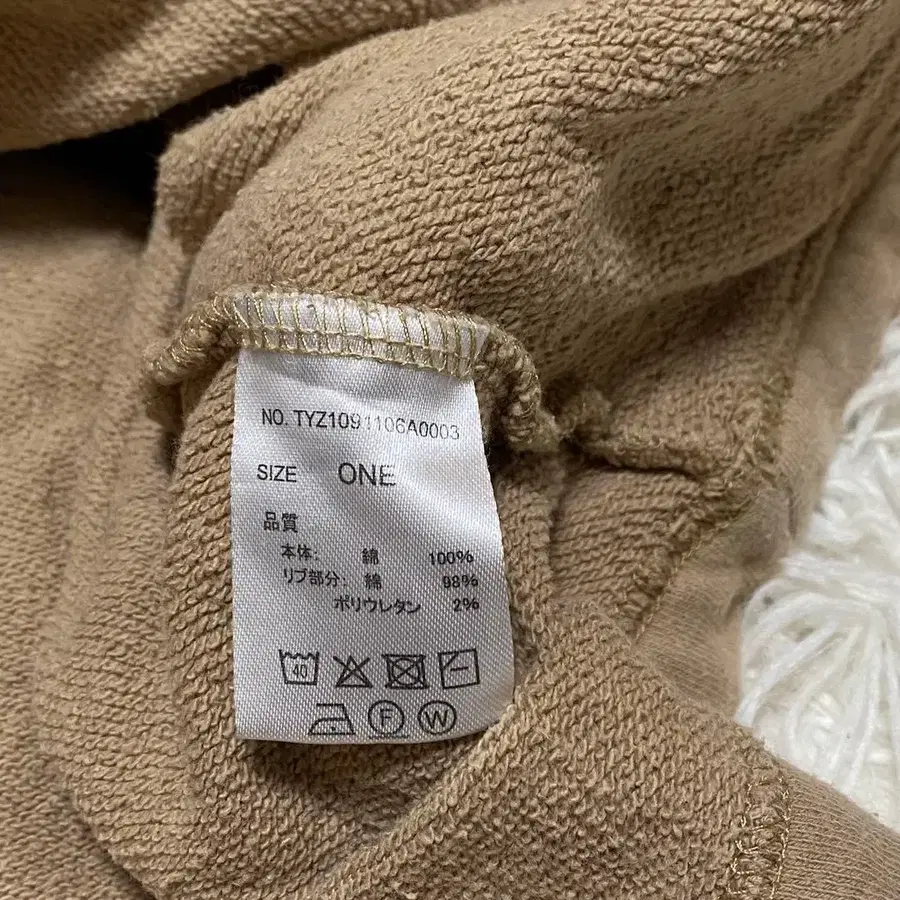 NO. TYZ1091106A0003
SIZE ONE
品質
本体: 綿 100%
リブ部分: 綿 98%
ポリウレタン 2%
40
F W